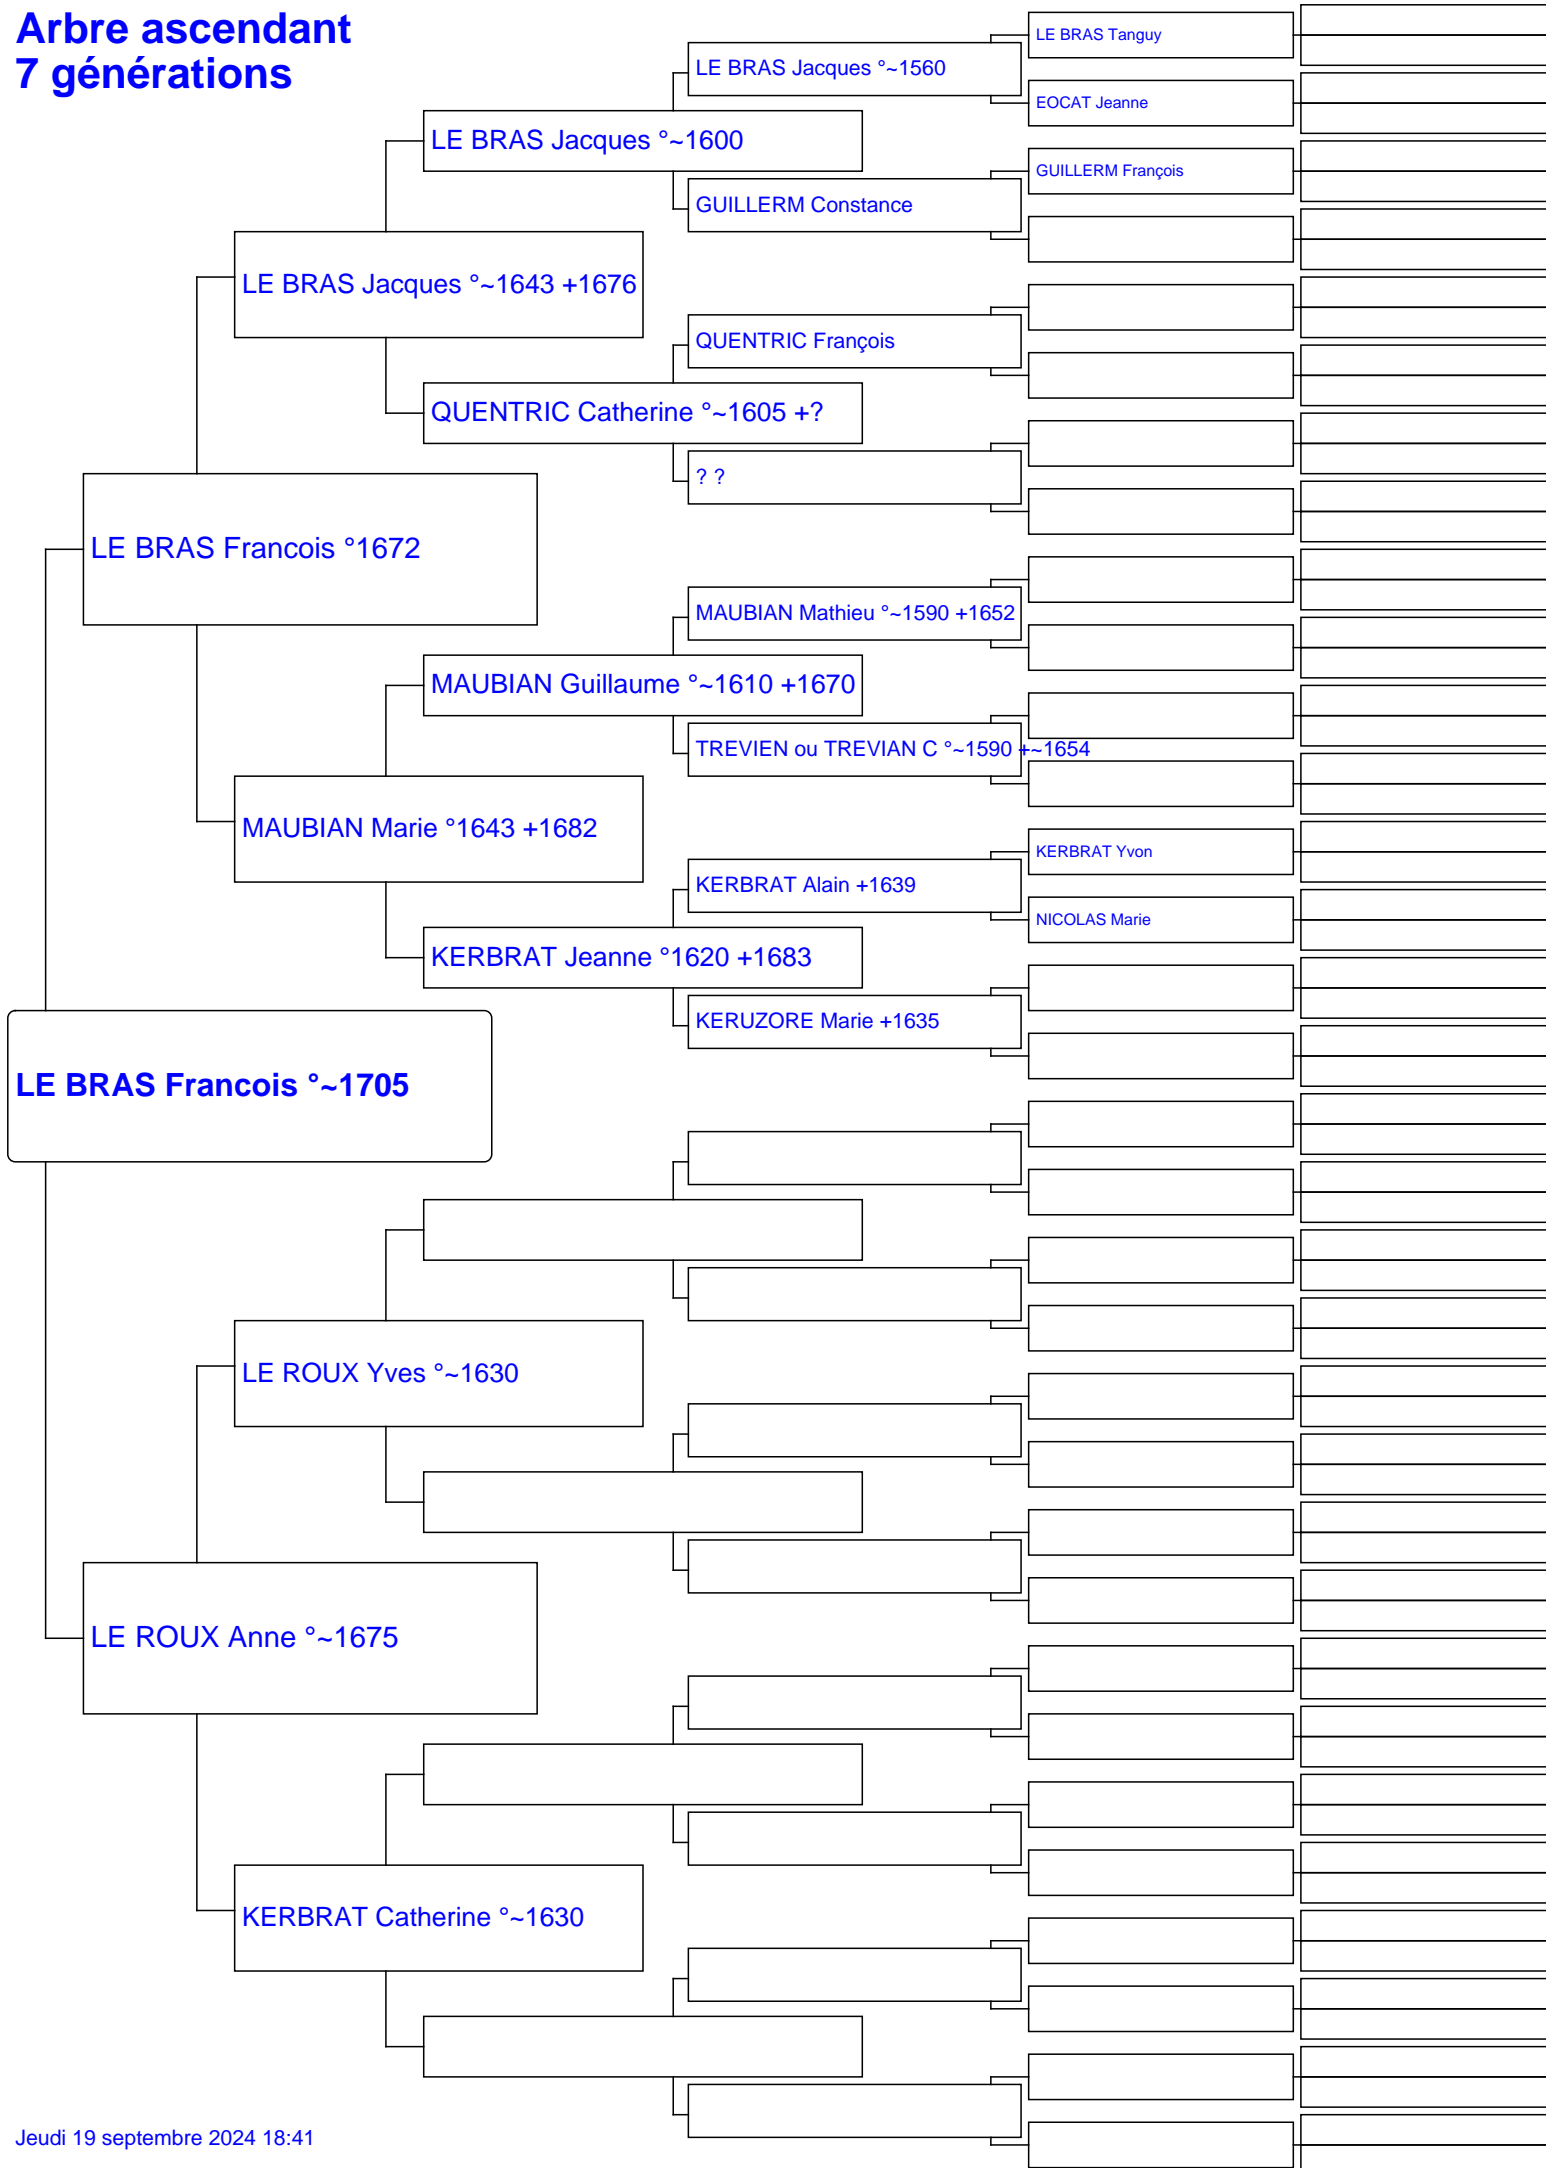 Arbre ascendant
7 générations
LE BRAS Tanguy
LE BRAS Jacques °~1560
EOCAT Jeanne
LE BRAS Jacques °~1600
GUILLERM François
GUILLERM Constance
LE BRAS Jacques °~1643 +1676
QUENTRIC François
QUENTRIC Catherine °~1605 +?
? ?
LE BRAS Francois °1672
MAUBIAN Mathieu °~1590 +1652
MAUBIAN Guillaume °~1610 +1670
TREVIEN ou TREVIAN C °~1590 +~1654
MAUBIAN Marie °1643 +1682
KERBRAT Yvon
KERBRAT Alain +1639
NICOLAS Marie
KERBRAT Jeanne °1620 +1683
KERUZORE Marie +1635
LE BRAS Francois °~1705
LE ROUX Yves °~1630
LE ROUX Anne °~1675
KERBRAT Catherine °~1630
Jeudi 19 septembre 2024 18:41